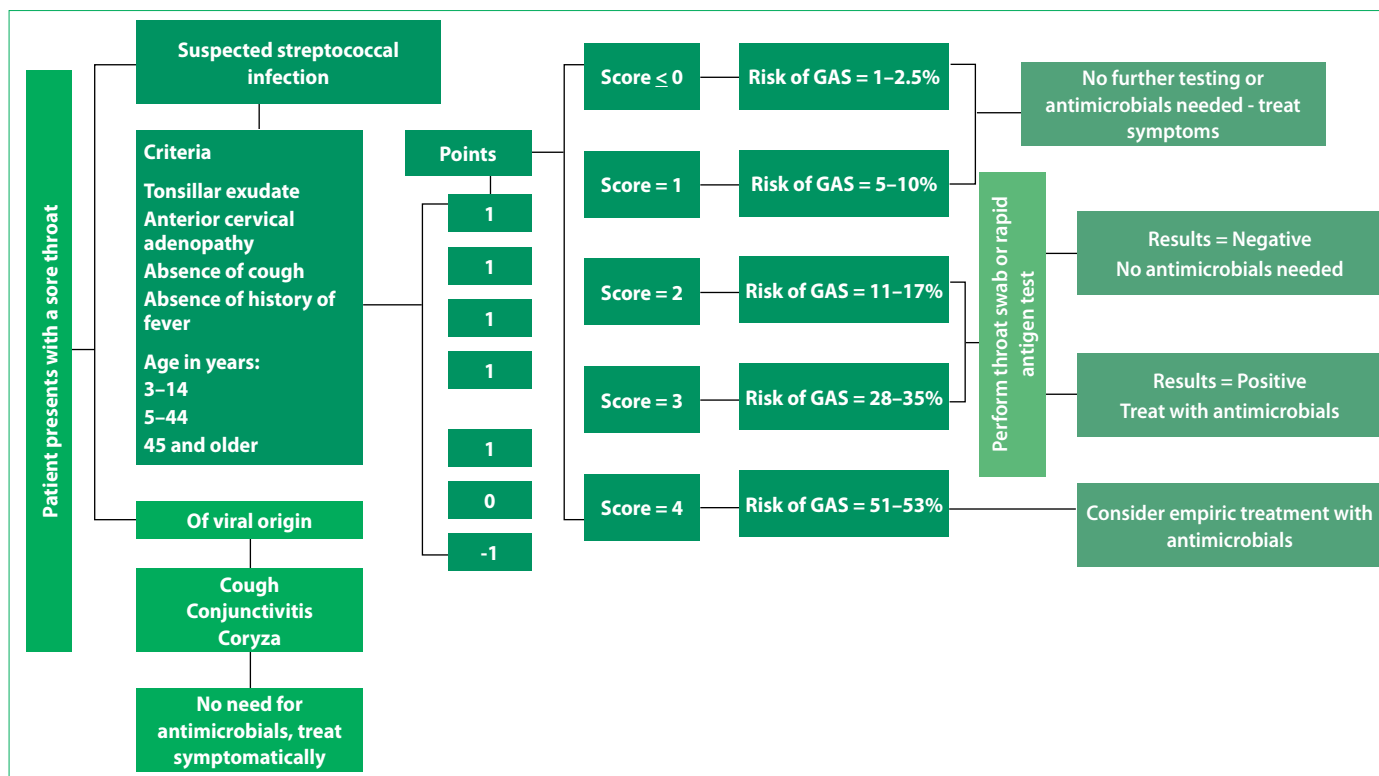 Patient presents with a sore throat
Suspected streptococcal
infection
Criteria
Tonsillar exudate
Anterior cervical
adenopathy
Absence of cough
Absence of history of
fever
Age in years:
3–14
5–44
45 and older
Of viral origin
Cough
Conjunctivitis
Coryza
No need for
antimicrobials, treat
symptomatically
Points
1
1
1
1
1
0
-1
Score ≤ 0
Risk of GAS = 1–2.5%
Score = 1
Risk of GAS = 5–10%
Score = 2
Risk of GAS = 11–17%
Score = 3
Risk of GAS = 28–35%
Score = 4
Risk of GAS = 51–53%
No further testing or
antimicrobials needed - treat
symptoms
Perform throat swab or rapid
antigen test
Results = Negative
No antimicrobials needed
Results = Positive
Treat with antimicrobials
Consider empiric treatment with
antimicrobials